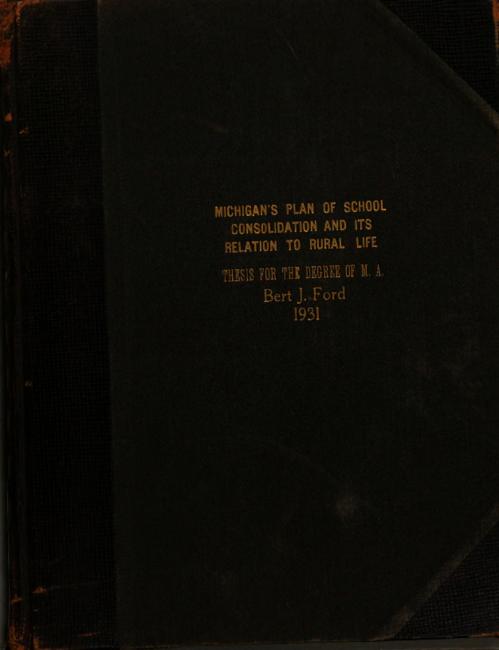 MICHIGAN'S PLAN OF SCHOOL
CONSOLIDATION AND ITS
RELATION TO RURAL LIFE
THESIS FOR THE DEGREE OF M. A.
Bert J. Ford
1931